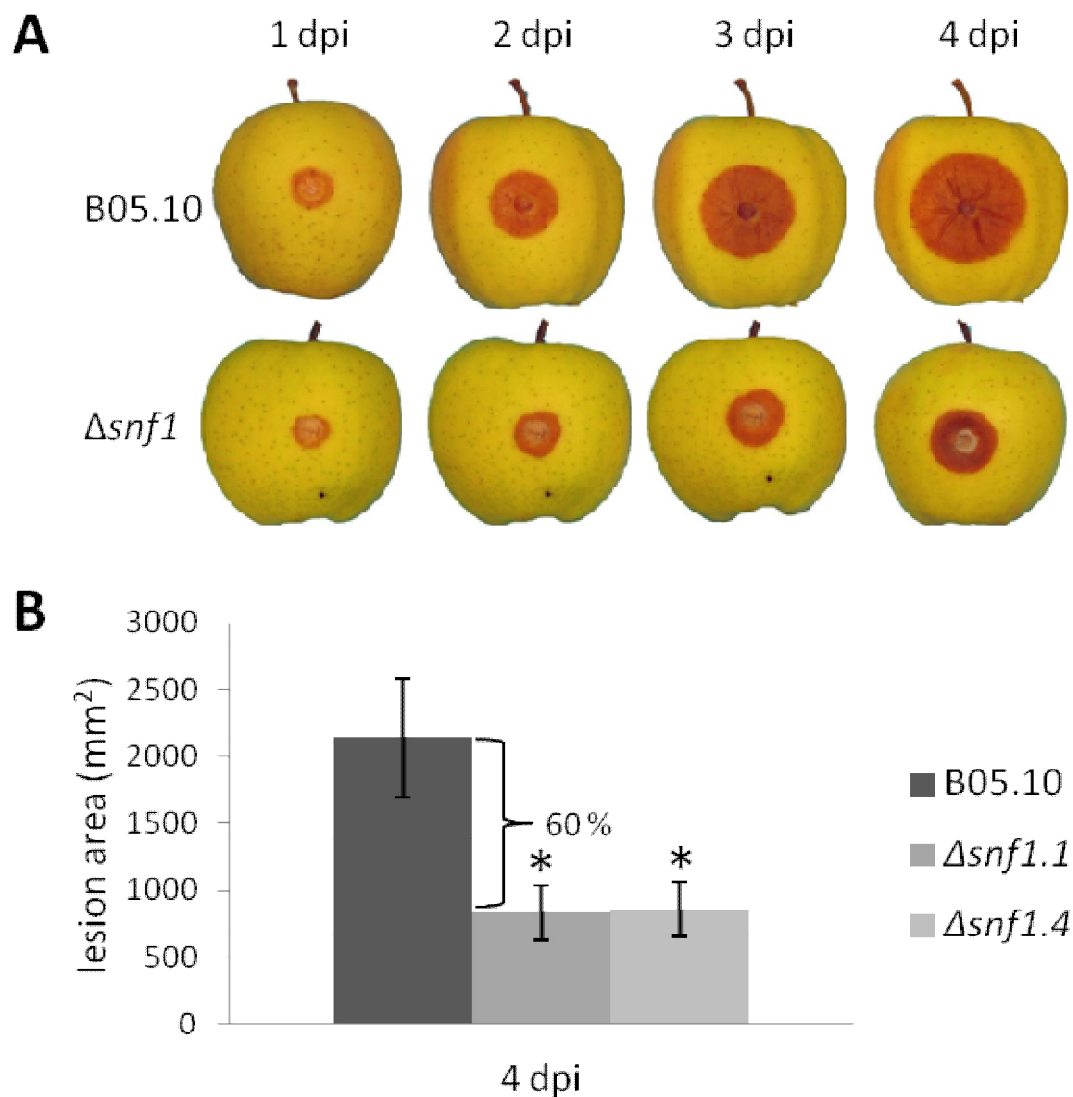 A
1 dpi 2 dpi 3 dpi 4 dpi
B05.10
Δsnf1
B
3000
2500
2000
1500
1000
500
0
lesion area (mm²)
60 %
*
*
4 dpi
B05.10
Δsnf1.1
Δsnf1.4